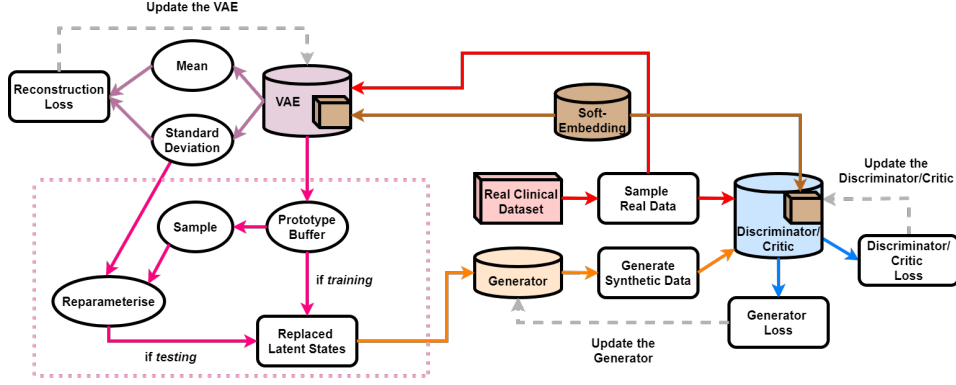 Update the VAE
Mean
Reconstruction
Loss
VAE
Soft-
Embedding
Standard
Deviation
Update the
Discriminator/Critic
Real Clinical
Dataset
Sample
Real Data
Sample
Prototype
Buffer
Discriminator/
Critic
Discriminator/
Critic
Loss
if training
Generator
Generate
Synthetic Data
Reparameterise
Replaced
Latent States
Generator
Loss
if testing
Update the
Generator